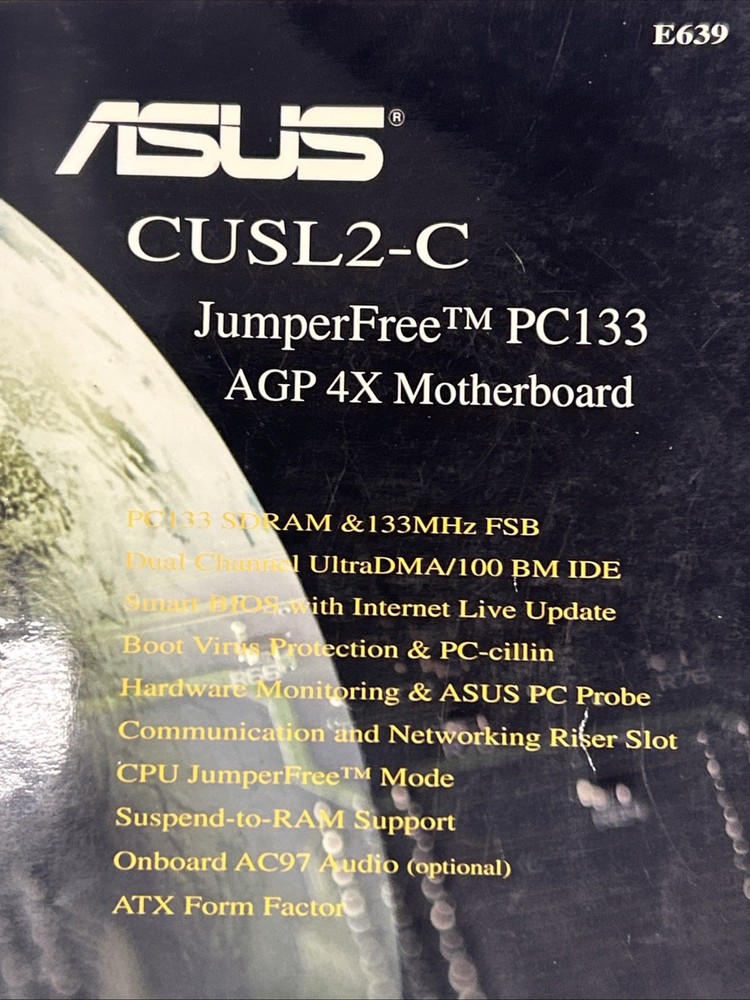 E639
ASUS®
CUSL2-C
JumperFree™ PC133
AGP 4X Motherboard
PC133 SDRAM &133MHz FSB
Dual Channel UltraDMA/100 BM IDE
Smart BIOS with Internet Live Update
Boot Virus Protection & PC-cillin
Hardware Monitoring & ASUS PC Probe
Communication and Networking Riser Slot
CPU JumperFree™ Mode
Suspend-to-RAM Support
Onboard AC97 Audio (optional)
ATX Form Factor